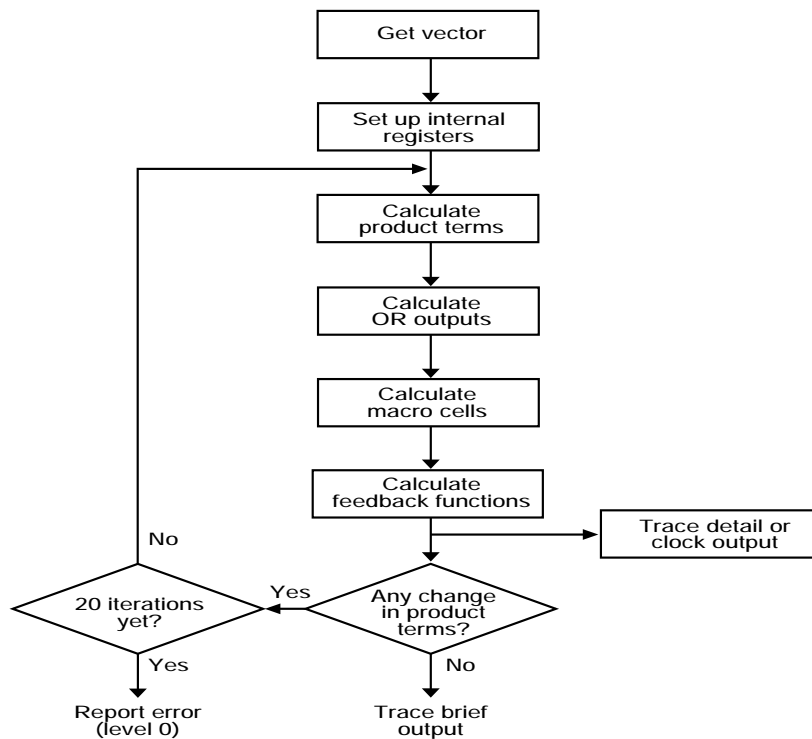 Get vector
Set up internal
registers
Calculate
product terms
Calculate
OR outputs
Calculate
macro cells
Calculate
feedback functions
Trace detail or
clock output
No
20 iterations
yet?
Yes
Any change
in product
terms?
Yes
No
Report error
(level 0)
Trace brief
output